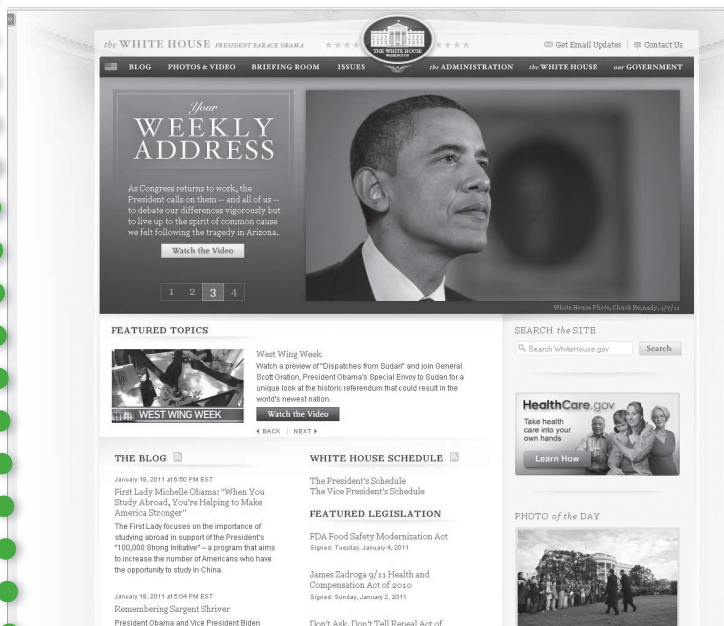 the WHITE HOUSE PRESIDENT BARACK OBAMA
THE WHITE HOUSE
WASHINGTON
Get Email Updates
Contact Us
BLOG PHOTOS & VIDEO BRIEFING ROOM ISSUES the ADMINISTRATION the WHITE HOUSE our GOVERNMENT
Your
WEEKLY
ADDRESS
As Congress returns to work, the
President calls on them -- and all of us --
to debate our differences vigorously but
to live up to the spirit of common cause
we felt following the tragedy in Arizona.
Watch the Video
1 2 3 4
White House Photo, Chuck Kennedy, 1/7/11
FEATURED TOPICS
WEST WING WEEK
West Wing Week
Watch a preview of "Dispatches from Sudan" and join General
Scott Gration, President Obama's Special Envoy to Sudan for a
unique look at the historic referendum that could result in the
world's newest nation.
Watch the Video
BACK | NEXT
THE BLOG
January 19, 2011 at 6:50 PM EST
First Lady Michelle Obama: "When You
Study Abroad, You're Helping to Make
America Stronger"
The First Lady focuses on the importance of
studying abroad in support of the President's
"100,000 Strong Initiative" – a program that aims
to increase the number of Americans who have
the opportunity to study in China.
January 19, 2011 at 6:04 PM EST
Remembering Sargent Shriver
President Obama and Vice President Biden
WHITE HOUSE SCHEDULE
The President's Schedule
The Vice President's Schedule
FEATURED LEGISLATION
FDA Food Safety Modernization Act
Signed: Tuesday, January 4, 2011
James Zadroga 9/11 Health and
Compensation Act of 2010
Signed: Sunday, January 2, 2011
Don't Ask, Don't Tell Repeal Act of
SEARCH the SITE
Search WhiteHouse.gov
Search
HealthCare.gov
Take health
care into your
own hands
Learn How
PHOTO of the DAY